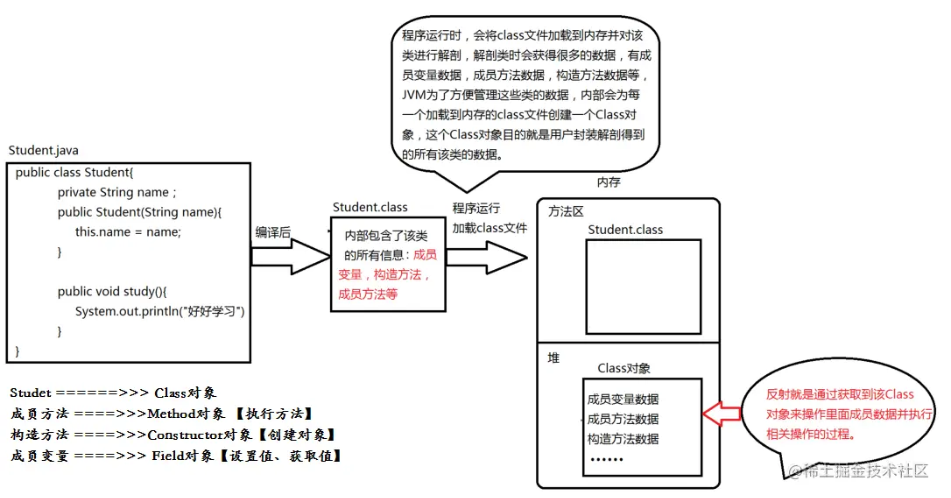 程序运行时，会将class文件加载到内存并对该
类进行解剖，解剖类时会获得很多的数据，有成
员变量数据，成员方法数据，构造方法数据等，
JVM为了方便管理这些类的数据，内部会为每
一个加载到内存的class文件创建一个Class对
象，这个Class对象目的就是用户封装解剖得到
的所有该类的数据。
Student.java
public class Student{
private String name ;
public Student(String name){
this.name = name;
}
public void study(){
System.out.println("好好学习")
}
}
编译后
Student.class
内部包含了该类
的所有信息：成员
变量，构造方法，
成员方法等
程序运行
加载class文件
内存
方法区
Student.class
堆
Class对象
成员变量数据
成员方法数据
构造方法数据
……
反射就是通过获取到该Class
对象来操作里面成员数据并执行
相关操作的过程。
Studet ======>>> Class对象
成员方法 ====>>>Method对象 【执行方法】
构造方法 ====>>>Constructor对象【创建对象】
成员变量 ====>>> Field对象【设置值、获取值】
@稀土掘金技术社区